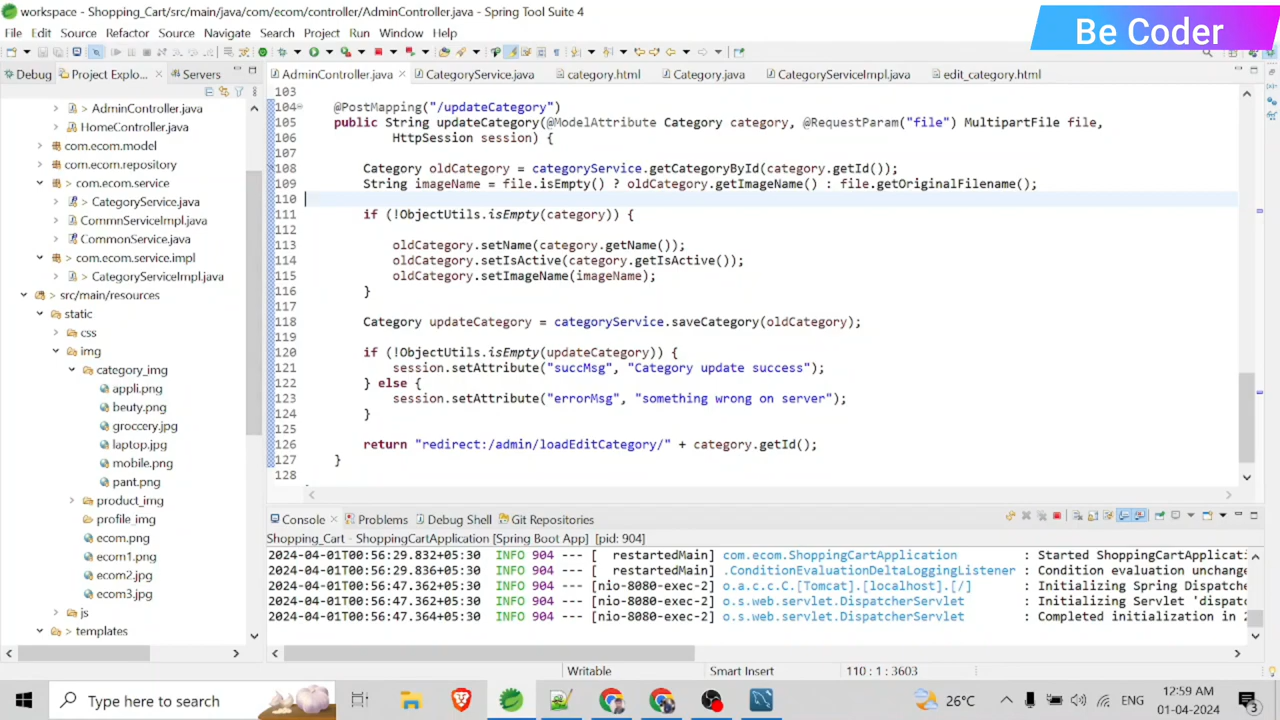 workspace - Shopping_Cart/src/main/java/com/ecom/controller/AdminController.java - Spring Tool Suite 4
Be Coder
File Edit Source Refactor Source Navigate Search Project Run Window Help
Debug Project Explo... Servers
AdminController.java CategoryService.java category.html Category.java CategoryServiceImpl.java edit_category.html
> AdminController.java
HomeController.java
com.ecom.model
com.ecom.repository
> com.ecom.service
> CategoryService.java
> CommnServiceImpl.java
> CommonService.java
> com.ecom.service.impl
> CategoryServiceImpl.java
> src/main/resources
static
css
img
category_img
appli.png
beuty.png
groccery.jpg
laptop.jpg
mobile.png
pant.png
product_img
profile_img
ecom.png
ecom1.png
ecom2.jpg
ecom3.jpg
js
> templates
103
104 @PostMapping("/updateCategory")
105 public String updateCategory(@ModelAttribute Category category, @RequestParam("file") MultipartFile file,
106 HttpSession session) {
107
108 Category oldCategory = categoryService.getCategoryById(category.getId());
109 String imageName = file.isEmpty() ? oldCategory.getImageName() : file.getOriginalFilename();
110
111 if (!ObjectUtils.isEmpty(category)) {
112
113 oldCategory.setName(category.getName());
114 oldCategory.setIsActive(category.getIsActive());
115 oldCategory.setImageName(imageName);
116 }
117
118 Category updateCategory = categoryService.saveCategory(oldCategory);
119
120 if (!ObjectUtils.isEmpty(updateCategory)) {
121 session.setAttribute("succMsg", "Category update success");
122 } else {
123 session.setAttribute("errorMsg", "something wrong on server");
124 }
125
126 return "redirect:/admin/loadEditCategory/" + category.getId();
127 }
128
Console Problems Debug Shell Git Repositories
Shopping_Cart - ShoppingCartApplication [Spring Boot App] [pid: 904]
2024-04-01T00:56:29.832+05:30 INFO 904 --- [ restartedMain] com.ecom.ShoppingCartApplication : Started ShoppingCartApplicati
2024-04-01T00:56:29.836+05:30 INFO 904 --- [ restartedMain] .ConditionEvaluationDeltaLoggingListener : Condition evaluation unchange
2024-04-01T00:56:47.362+05:30 INFO 904 --- [nio-8080-exec-2] o.a.c.c.C.[Tomcat].[localhost].[/] : Initializing Spring Dispatche
2024-04-01T00:56:47.362+05:30 INFO 904 --- [nio-8080-exec-2] o.s.web.servlet.DispatcherServlet : Initializing Servlet 'dispatc
2024-04-01T00:56:47.364+05:30 INFO 904 --- [nio-8080-exec-2] o.s.web.servlet.DispatcherServlet : Completed initialization in 2
Writable Smart Insert 110 : 1 : 3603
Type here to search
26°C
ENG
12:59 AM
01-04-2024
3